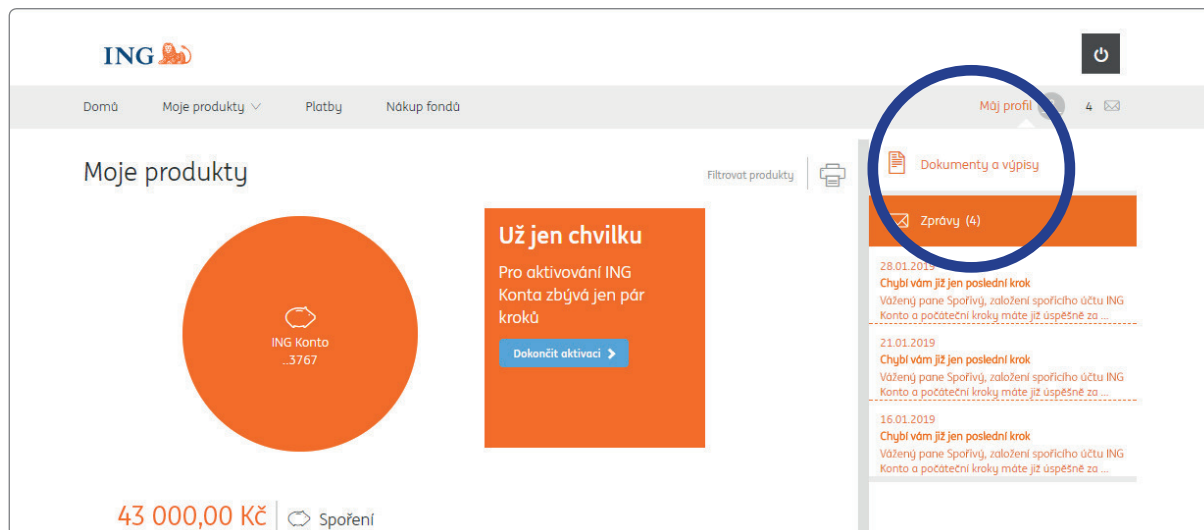 ING
Domů Moje produkty Platby Nákup fondů Můj profil 4
Moje produkty
Filtrovat produkty
ING Konto
..3767
Už jen chvilku
Pro aktivování ING
Konta zbývá jen pár
kroků
Dokončit aktivaci
43 000,00 Kč Spoření
Dokumenty a výpisy
Zprávy (4)
28.01.2019
Chybí vám již jen poslední krok
Vážený pane Spořivý, založení spořicího účtu ING
Konto a počáteční kroky máte již úspěšně za ...
21.01.2019
Chybí vám již jen poslední krok
Vážený pane Spořivý, založení spořicího účtu ING
Konto a počáteční kroky máte již úspěšně za ...
16.01.2019
Chybí vám již jen poslední krok
Vážený pane Spořivý, založení spořicího účtu ING
Konto a počáteční kroky máte již úspěšně za ...